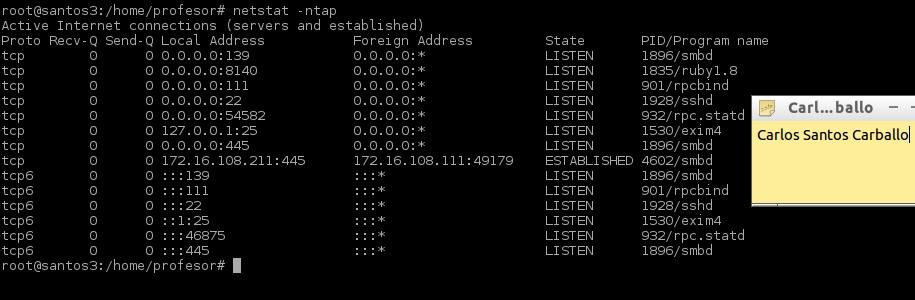 root@santos3:/home/profesor# netstat -ntap
Active Internet connections (servers and established)
Proto Recv-Q Send-Q Local Address           Foreign Address         State       PID/Program name
tcp        0      0 0.0.0.0:139             0.0.0.0:*               LISTEN      1896/smbd
tcp        0      0 0.0.0.0:8140            0.0.0.0:*               LISTEN      1835/ruby1.8
tcp        0      0 0.0.0.0:111             0.0.0.0:*               LISTEN      901/rpcbind
tcp        0      0 0.0.0.0:22              0.0.0.0:*               LISTEN      1928/sshd
tcp        0      0 0.0.0.0:54582           0.0.0.0:*               LISTEN      932/rpc.statd
tcp        0      0 127.0.0.1:25            0.0.0.0:*               LISTEN      1530/exim4
tcp        0      0 0.0.0.0:445             0.0.0.0:*               LISTEN      1896/smbd
tcp        0      0 172.16.108.211:445      172.16.108.111:49179    ESTABLISHED 4602/smbd
tcp6       0      0 :::139                  :::*                    LISTEN      1896/smbd
tcp6       0      0 :::111                  :::*                    LISTEN      901/rpcbind
tcp6       0      0 :::22                   :::*                    LISTEN      1928/sshd
tcp6       0      0 ::1:25                  :::*                    LISTEN      1530/exim4
tcp6       0      0 :::46875                :::*                    LISTEN      932/rpc.statd
tcp6       0      0 :::445                  :::*                    LISTEN      1896/smbd
root@santos3:/home/profesor#
Carl...ballo
Carlos Santos Carballo